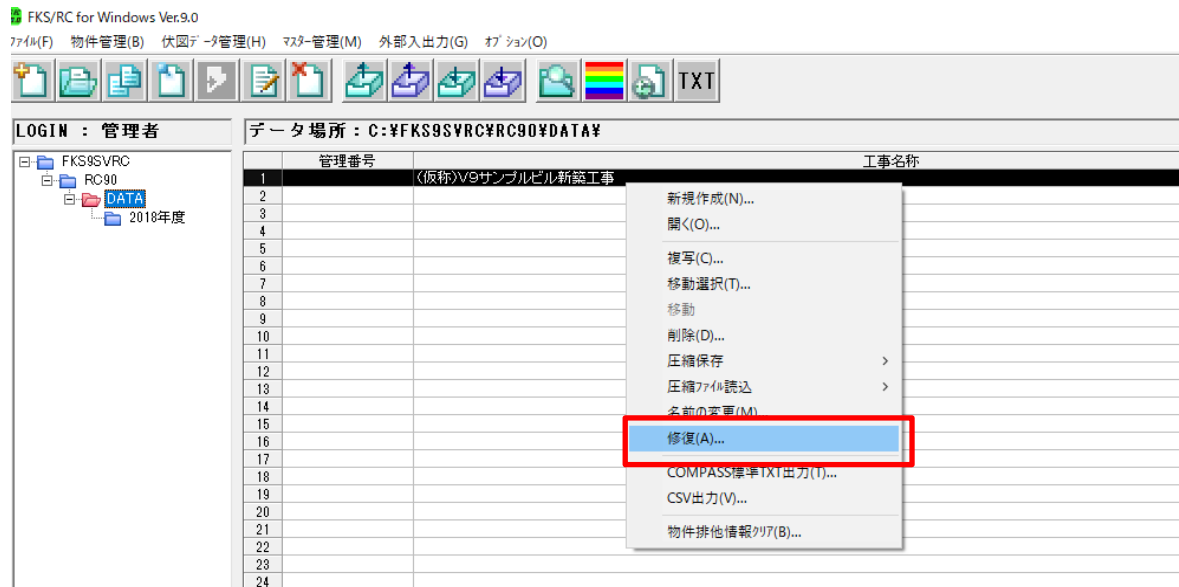 FKS/RC for Windows Ver.9.0
ﾌｧｲﾙ(F) 物件管理(B) 伏図ﾃﾞｰﾀ管理(H) ﾏｽﾀｰ管理(M) 外部入出力(G) ｵﾌﾟｼｮﾝ(O)
TXT
LOGIN : 管理者
データ場所：C:¥FKS9SVRC¥RC90¥DATA¥
FKS9SVRC
RC90
DATA
2018年度
管理番号 工事名称
1 (仮称)V9サンプルビル新築工事
2
3
4
5
6
7
8
9
10
11
12
13
14
15
16
17
18
19
20
21
22
23
24
新規作成(N)...
開く(O)...
複写(C)...
移動選択(T)...
移動
削除(D)...
圧縮保存
圧縮ﾌｧｲﾙ読込
名前の変更(M)
修復(A)...
COMPASS標準TXT出力(T)...
CSV出力(V)...
物件排他情報ｸﾘｱ(B)...